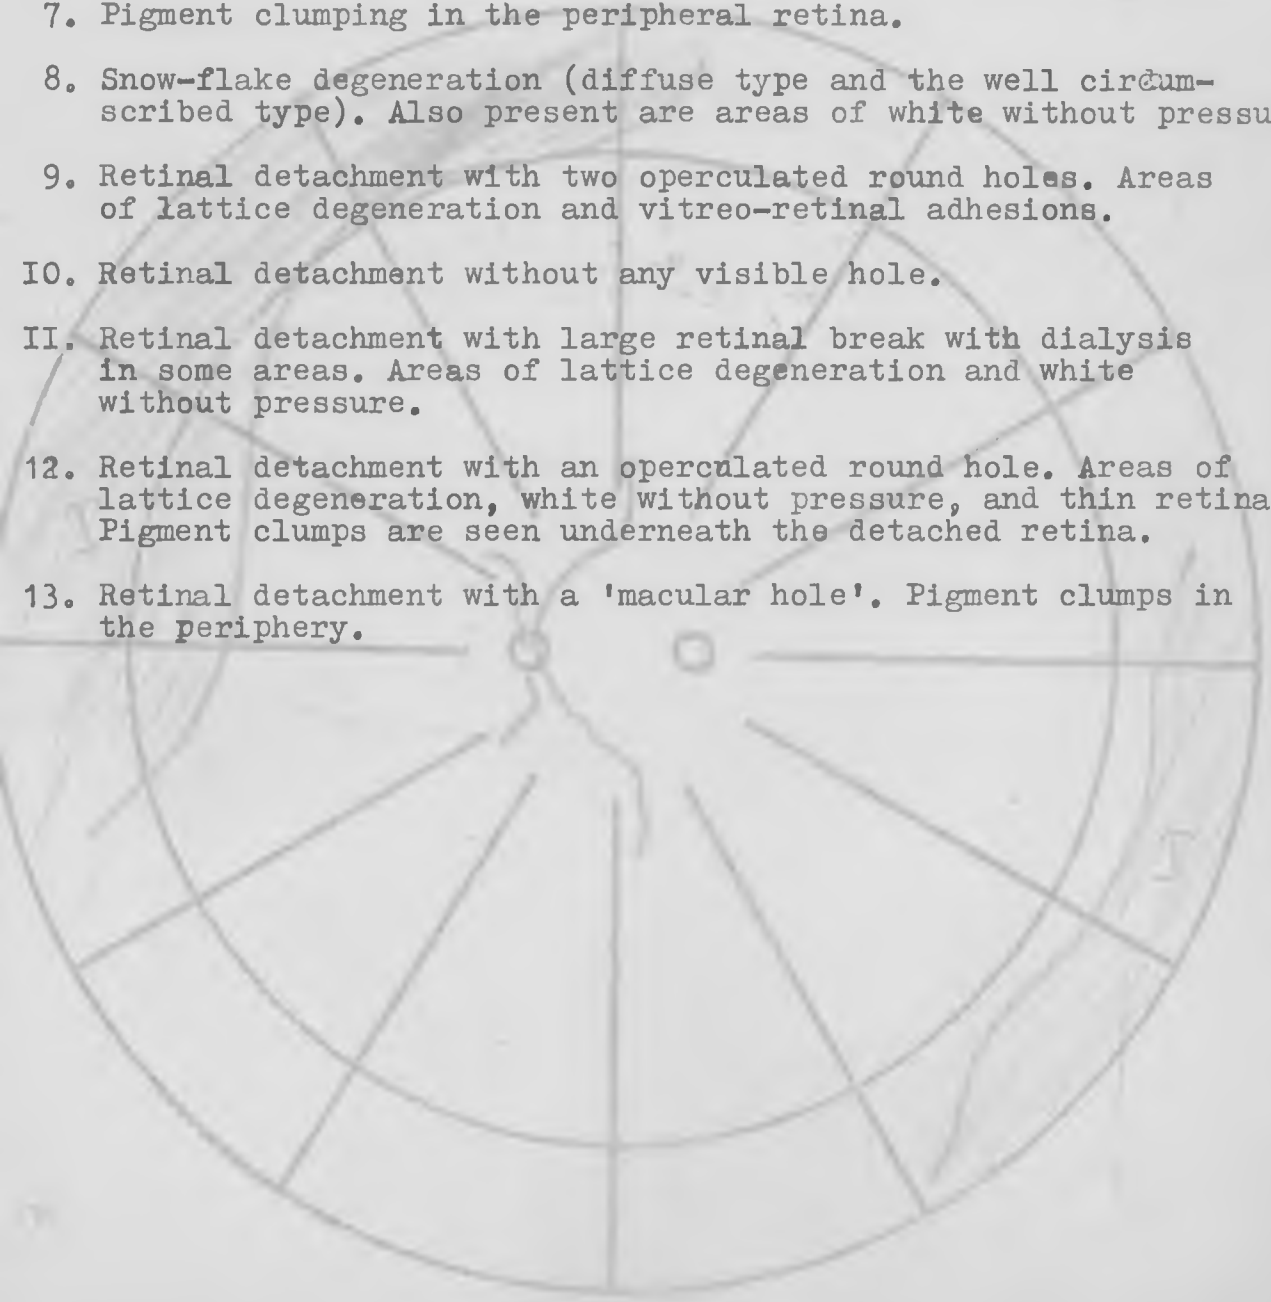 7. Pigment clumping in the peripheral retina.
8. Snow-flake degeneration (diffuse type and the well circum-
scribed type). Also present are areas of white without pressu
9. Retinal detachment with two operculated round holes. Areas
of lattice degeneration and vitreo-retinal adhesions.
IO. Retinal detachment without any visible hole.
II. Retinal detachment with large retinal break with dialysis
in some areas. Areas of lattice degeneration and white
without pressure.
12. Retinal detachment with an operculated round hole. Areas of
lattice degeneration, white without pressure, and thin retina
Pigment clumps are seen underneath the detached retina.
13. Retinal detachment with a 'macular hole'. Pigment clumps in
the periphery.